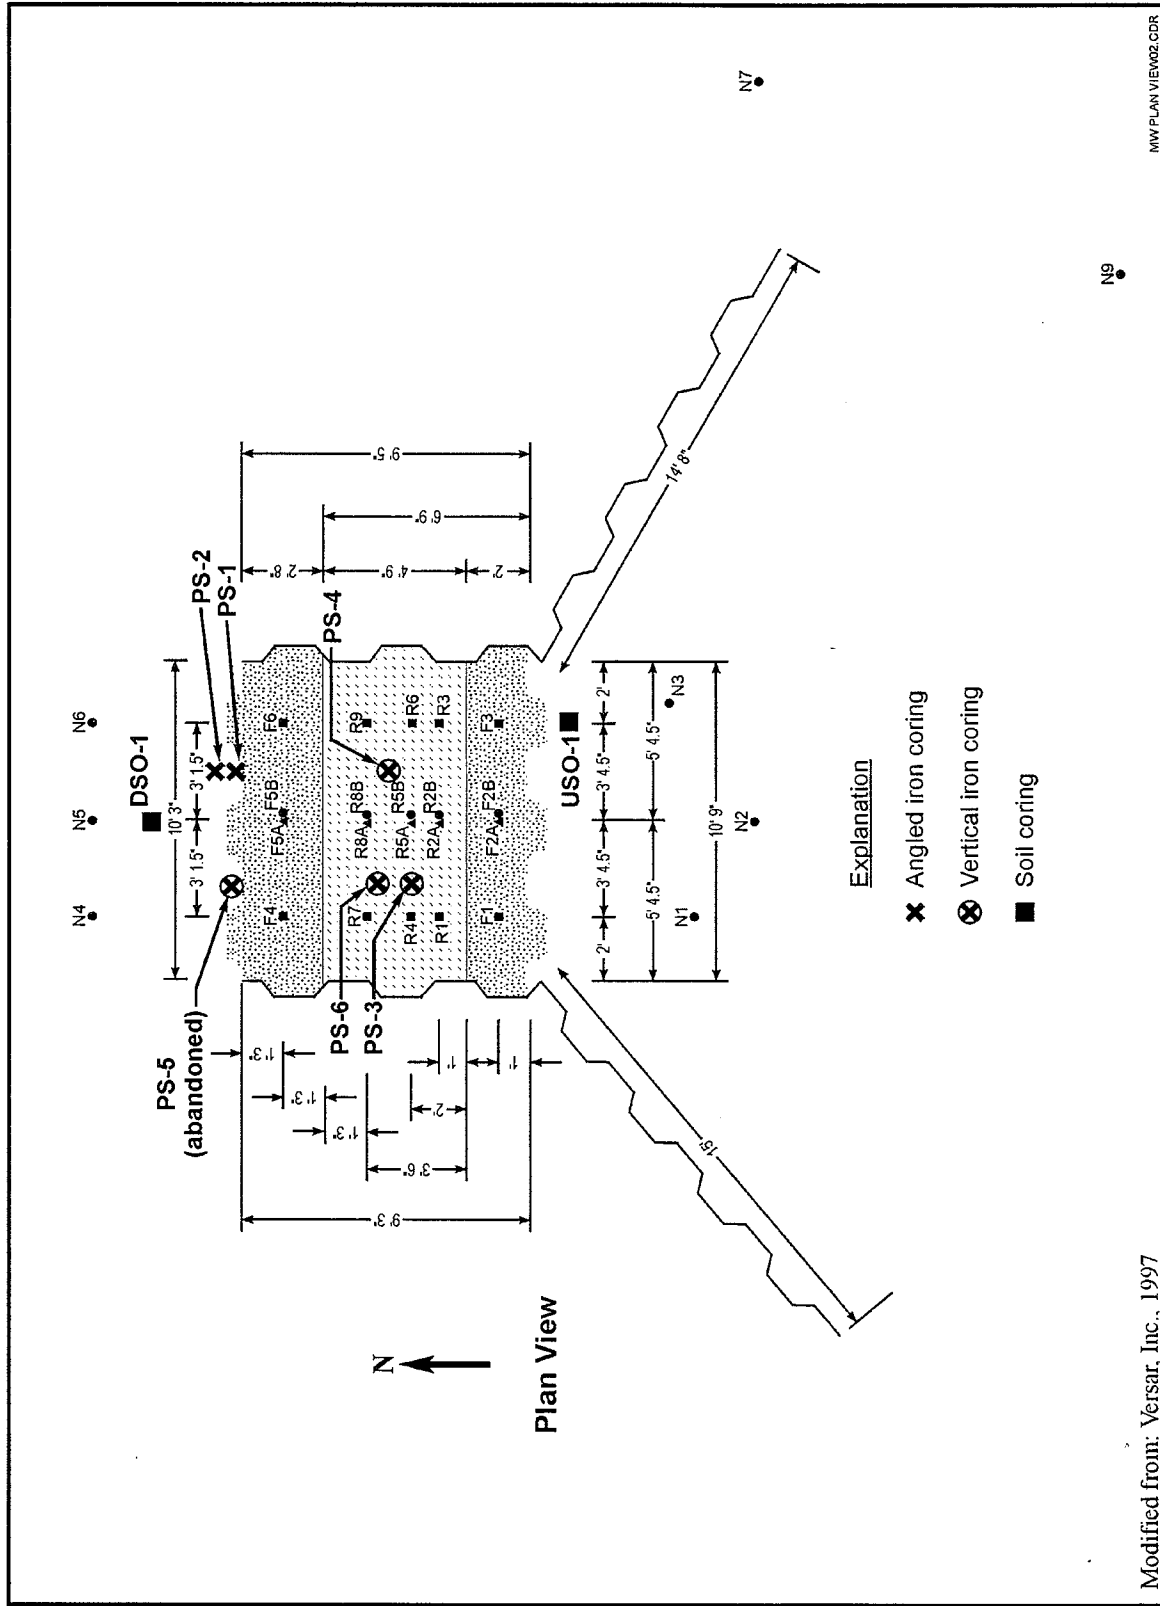 N4
N5
N6
DSO-1
10' 3"
3' 1.5"
3' 1.5"
PS-2
PS-1
PS-5
(abandoned)
F4
F5A
F5B
F6
PS-4
PS-6
PS-3
R7
R8A
R8B
R9
R4
R5A
R5B
R6
R1
R2A
R2B
R3
F1
F2A
F2B
F3
1' 3"
1' 3"
1' 3"
3' 6"
2'
1'
1'
9' 3"
2' 8"
4' 9"
2'
6' 9"
9' 5"
USO-1
2'
3' 4.5"
3' 4.5"
2'
5' 4.5"
5' 4.5"
10' 9"
N1
N2
N3
15'
14' 8"
N7
N9
N
Plan View
Explanation
Angled iron coring
Vertical iron coring
Soil coring
Modified from: Versar, Inc., 1997
MW PLAN VIEW02.CDR